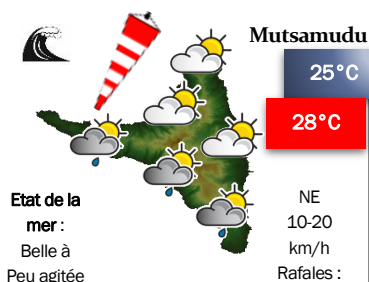 Mutsamudu
25°C
28°C
Etat de la
mer :
Belle à
Peu agitée
NE
10-20
km/h
Rafales :